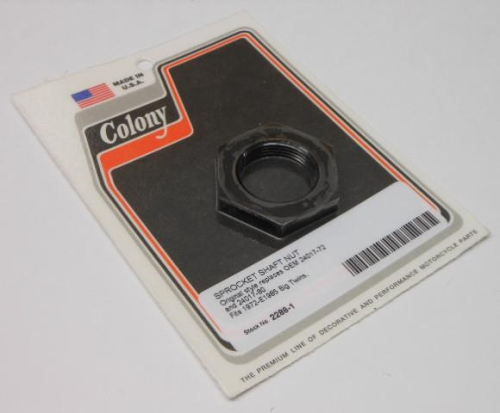 MADE IN
U.S.A.
Colony
SPROCKET SHAFT NUT
Original style replaces OEM 24017-72
and 24017-80.
Fits 1972-E1985 Big Twins.
Stock No. 2286-1
THE PREMIUM LINE OF DECORATIVE AND PERFORMANCE MOTORCYCLE PARTS